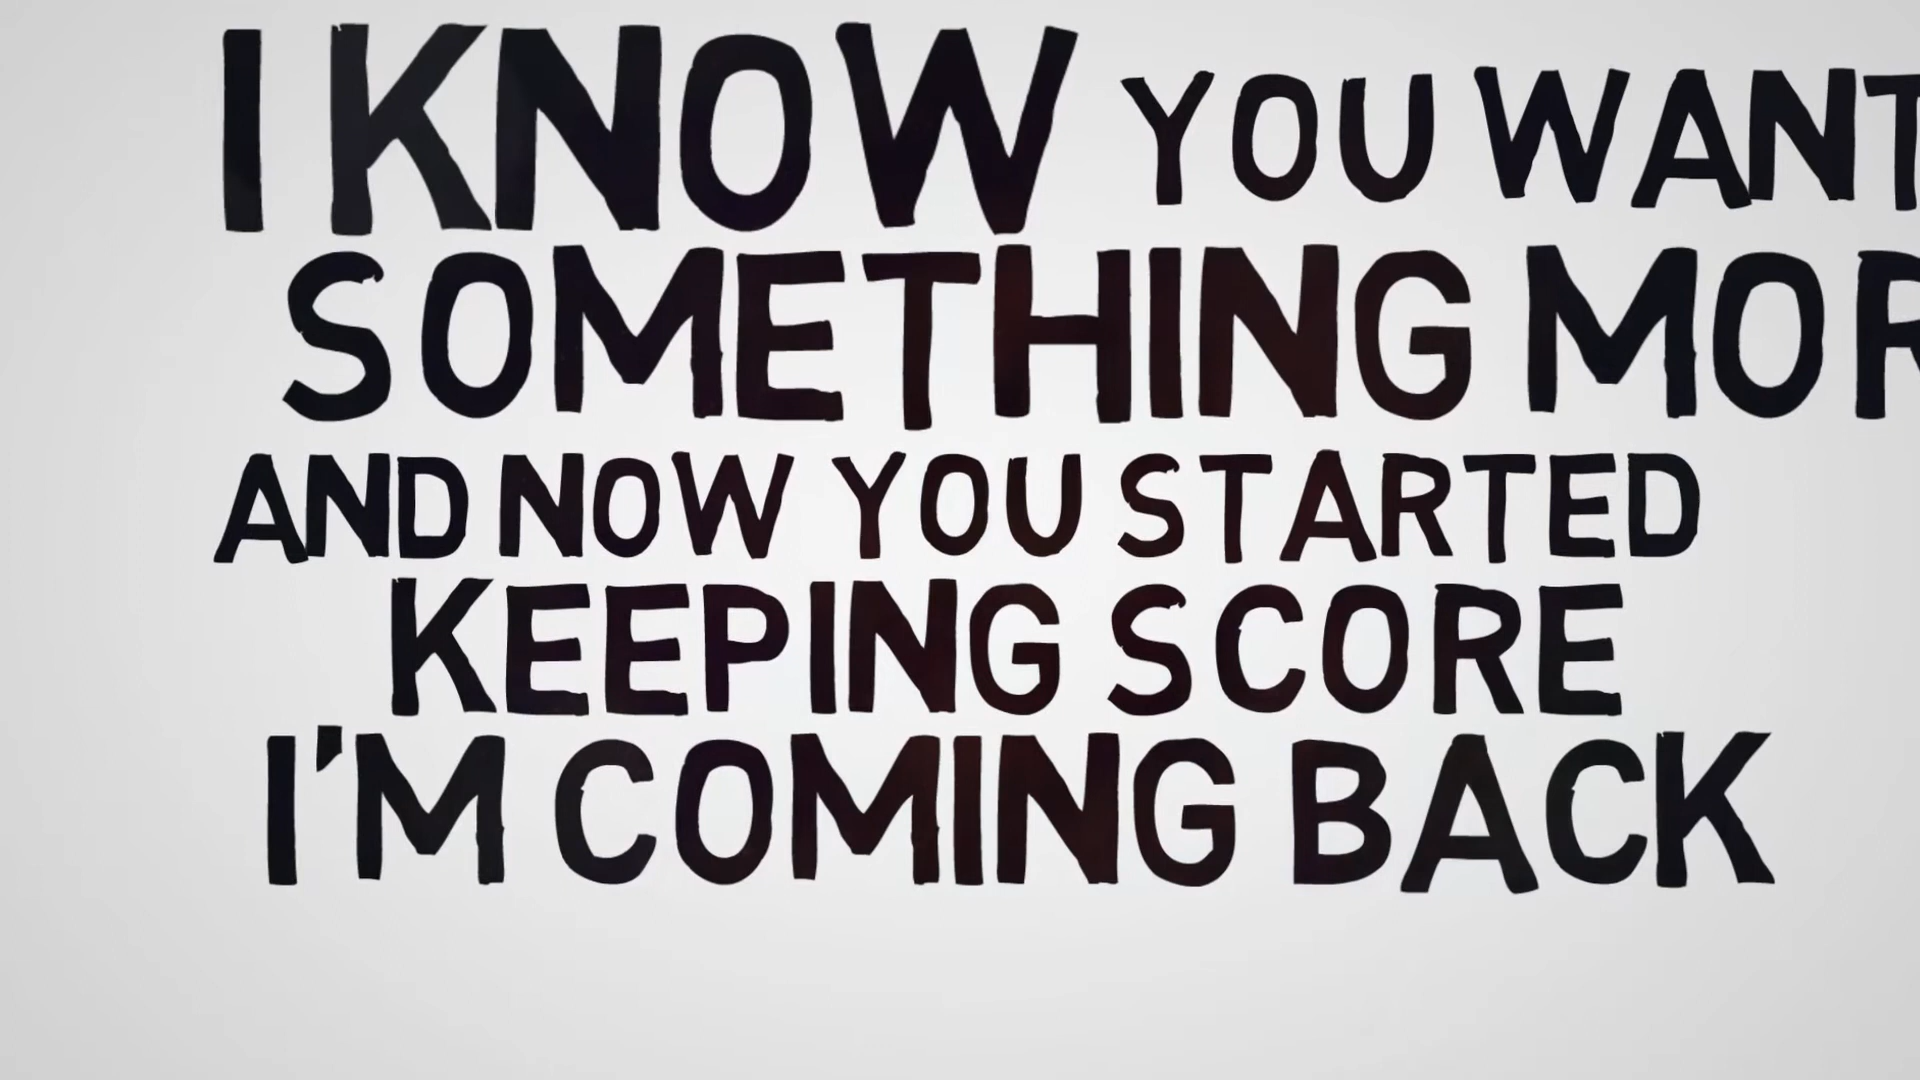 I KNOW YOU WANT
SOMETHING MOR
AND NOW YOU STARTED
KEEPING SCORE
I'M COMING BACK